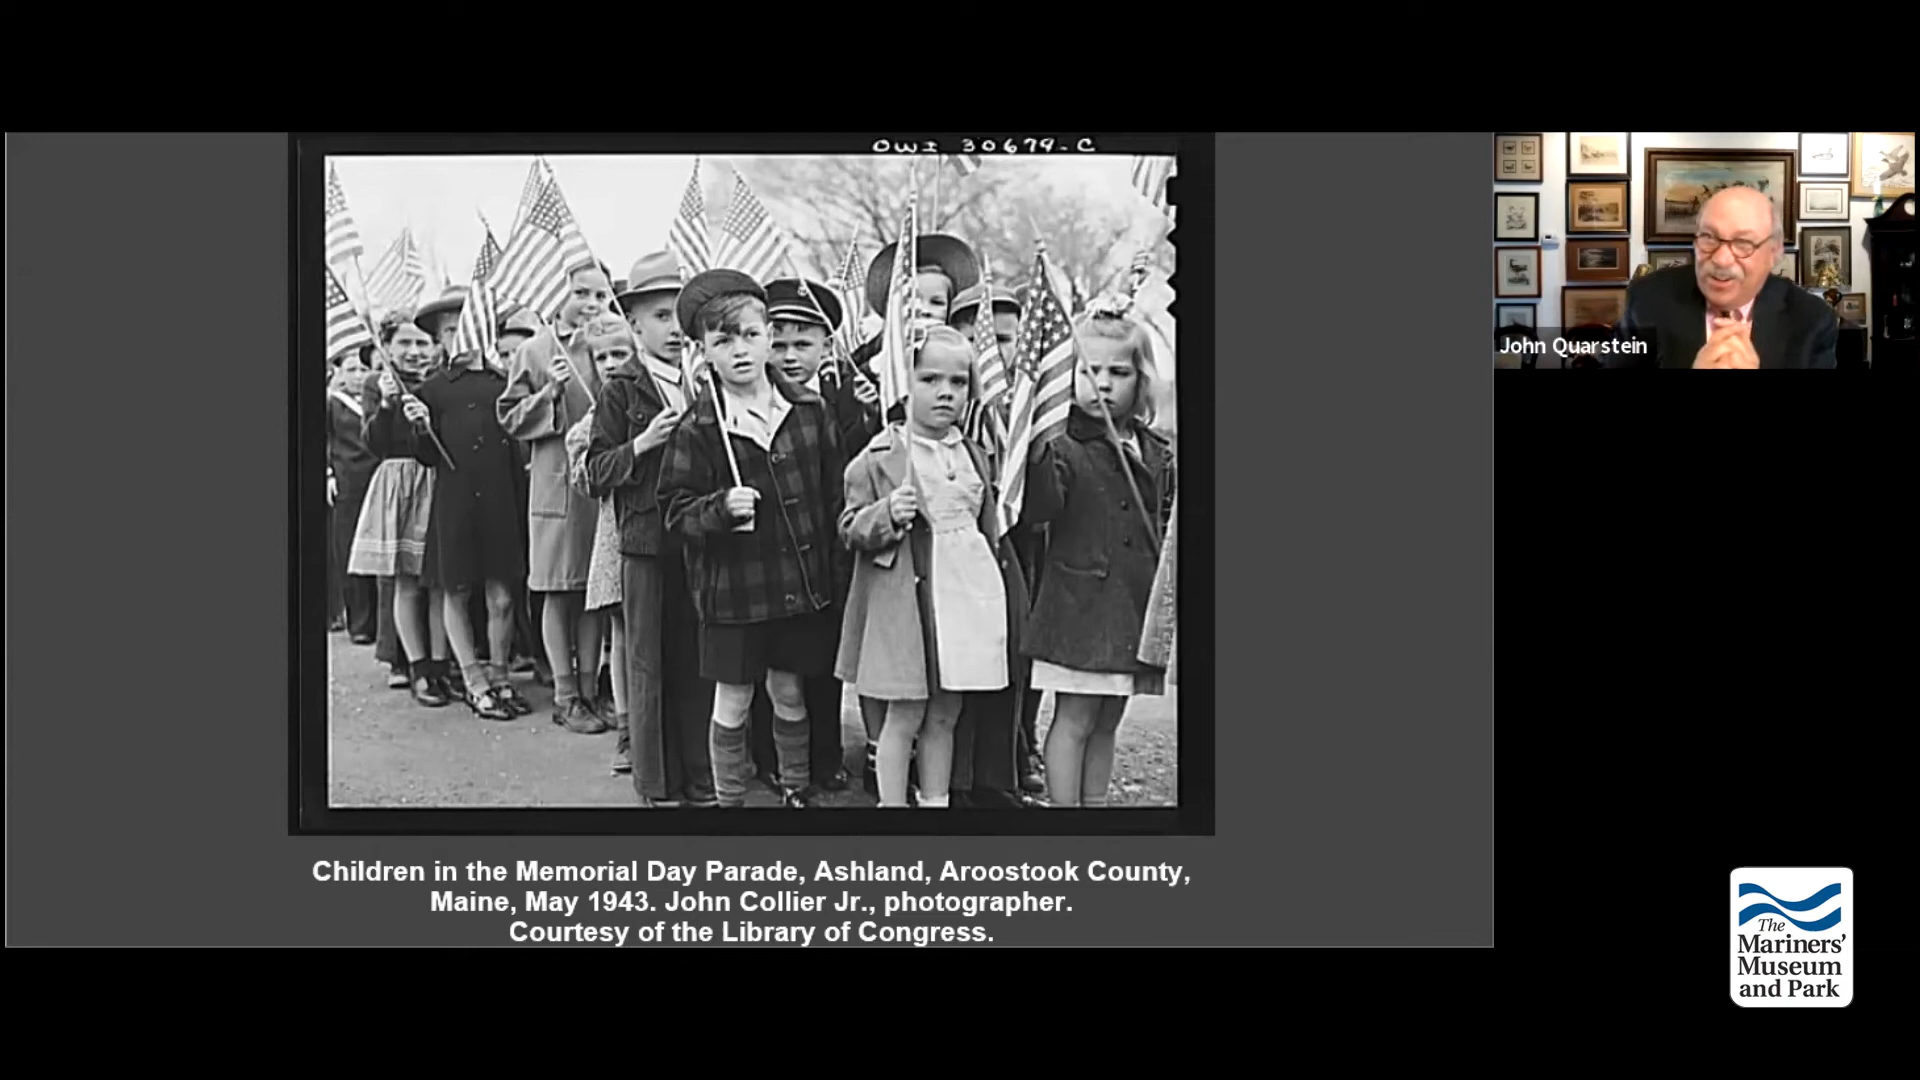 OWI 30679-C
John Quarstein
Children in the Memorial Day Parade, Ashland, Aroostook County,
Maine, May 1943. John Collier Jr., photographer.
Courtesy of the Library of Congress.
The
Mariners'
Museum
and Park